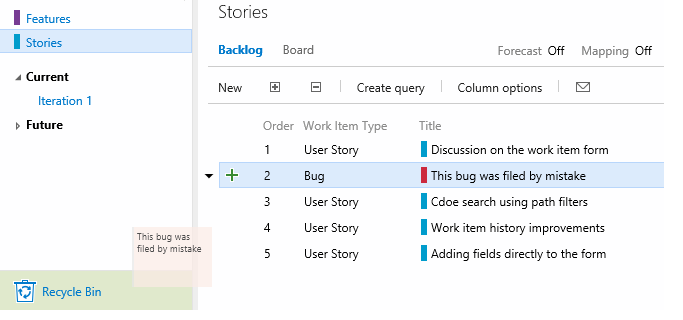 Features
Stories
Current
Iteration 1
Future
Recycle Bin
Stories
Backlog Board Forecast Off Mapping Off
New Create query Column options
Order Work Item Type Title
1 User Story Discussion on the work item form
2 Bug This bug was filed by mistake
3 User Story Cdoe search using path filters
4 User Story Work item history improvements
5 User Story Adding fields directly to the form
This bug was
filed by mistake